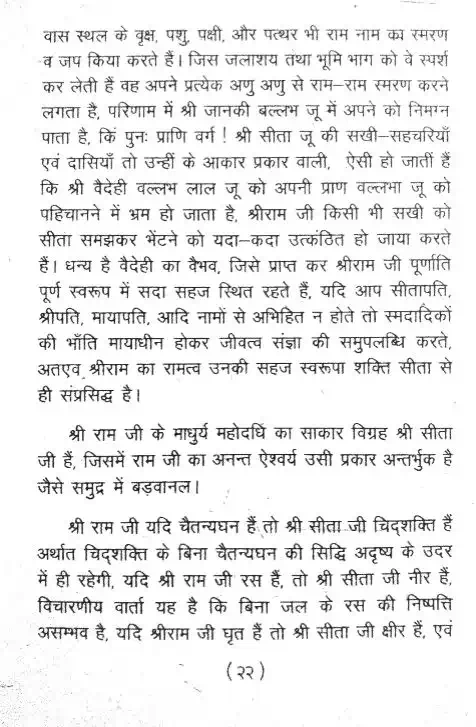 वास स्थल के वृक्ष, पशु, पक्षी, और पत्थर भी राम नाम का स्मरण
व जप किया करते हैं। जिस जलाशय तथा भूमि भाग को वे स्पर्श
कर लेती हैं वह अपने प्रत्येक अणु अणु से राम–राम स्मरण करने
लगता है, परिणाम में श्री जानकी बल्लभ जू में अपने को निमग्न
पाता है, किं पुनः प्राणि वर्ग ! श्री सीता जू की सखी–सहचरियाँ
एवं दासियाँ तो उन्हीं के आकार प्रकार वाली, ऐसी हो जातीं हैं
कि श्री वैदेही वल्लभ लाल जू को अपनी प्राण वल्लभा जू को
पहिचानने में भ्रम हो जाता है, श्रीराम जी किसी भी सखी को
सीता समझकर भेंटने को यदा–कदा उत्कंठित हो जाया करते
हैं। धन्य है वैदेही का वैभव, जिसे प्राप्त कर श्रीराम जी पूर्णाति
पूर्ण स्वरूप में सदा सहज स्थित रहते हैं, यदि आप सीतापति,
श्रीपति, मायापति, आदि नामों से अभिहित न होते तो स्मदादिकों
की भाँति मायाधीन होकर जीवत्व संज्ञा की समुपलब्धि करते,
अतएव श्रीराम का रामत्व उनकी सहज स्वरूपा शक्ति सीता से
ही संप्रसिद्ध है।
श्री राम जी के माधुर्य महोदधि का साकार विग्रह श्री सीता
जी हैं, जिसमें राम जी का अनन्त ऐश्वर्य उसी प्रकार अन्तर्भुक है
जैसे समुद्र में बड़वानल।
श्री राम जी यदि चैतन्यघन हैं तो श्री सीता जी चिद्शक्ति हैं
अर्थात चिद्शक्ति के बिना चैतन्यघन की सिद्धि अदृष्य के उदर
में ही रहेगी, यदि श्री राम जी रस हैं, तो श्री सीता जी नीर हैं,
विचारणीय वार्ता यह है कि बिना जल के रस की निष्पत्ति
असम्भव है, यदि श्रीराम जी घृत हैं तो श्री सीता जी क्षीर हैं, एवं
(२२)